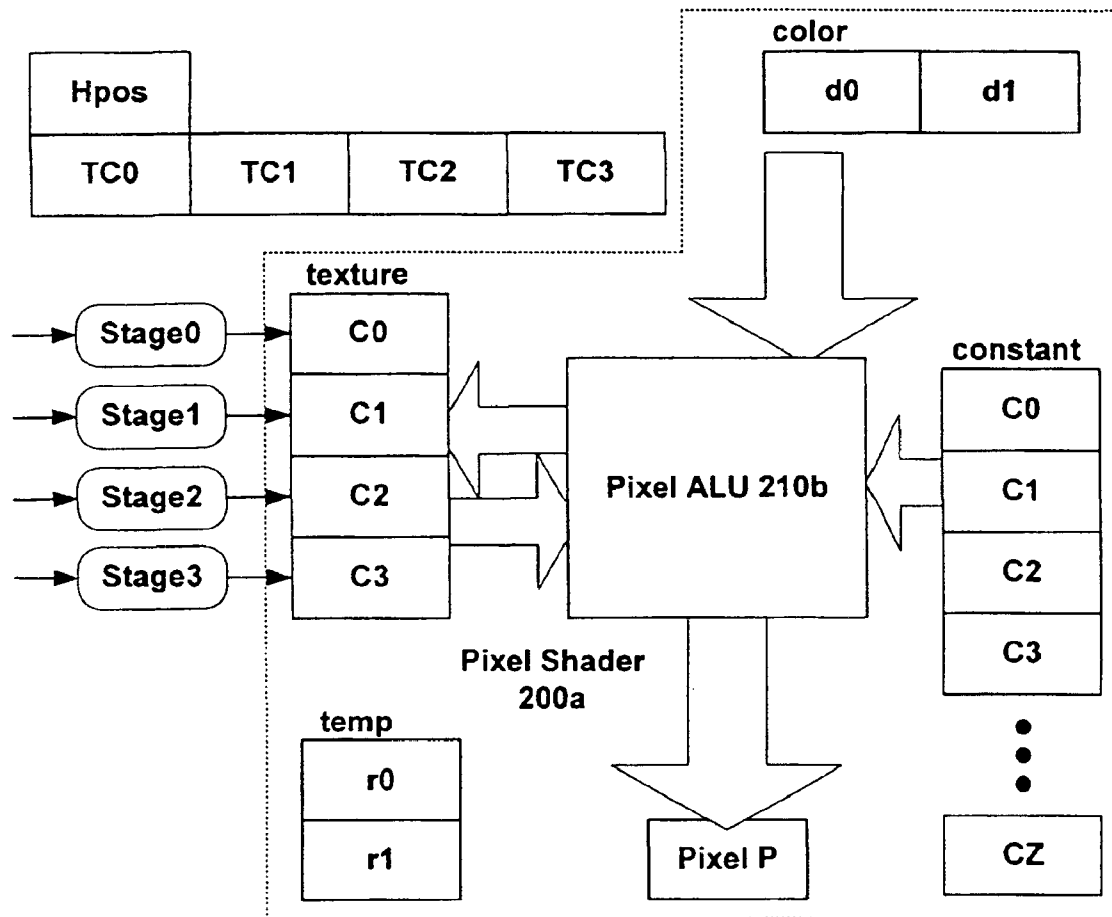 color
Hpos
d0 d1
TC0 TC1 TC2 TC3
texture
Stage0
C0
Stage1
C1
Stage2
C2
Stage3
C3
Pixel ALU 210b
constant
C0
C1
C2
C3
CZ
Pixel Shader
200a
temp
r0
r1
Pixel P